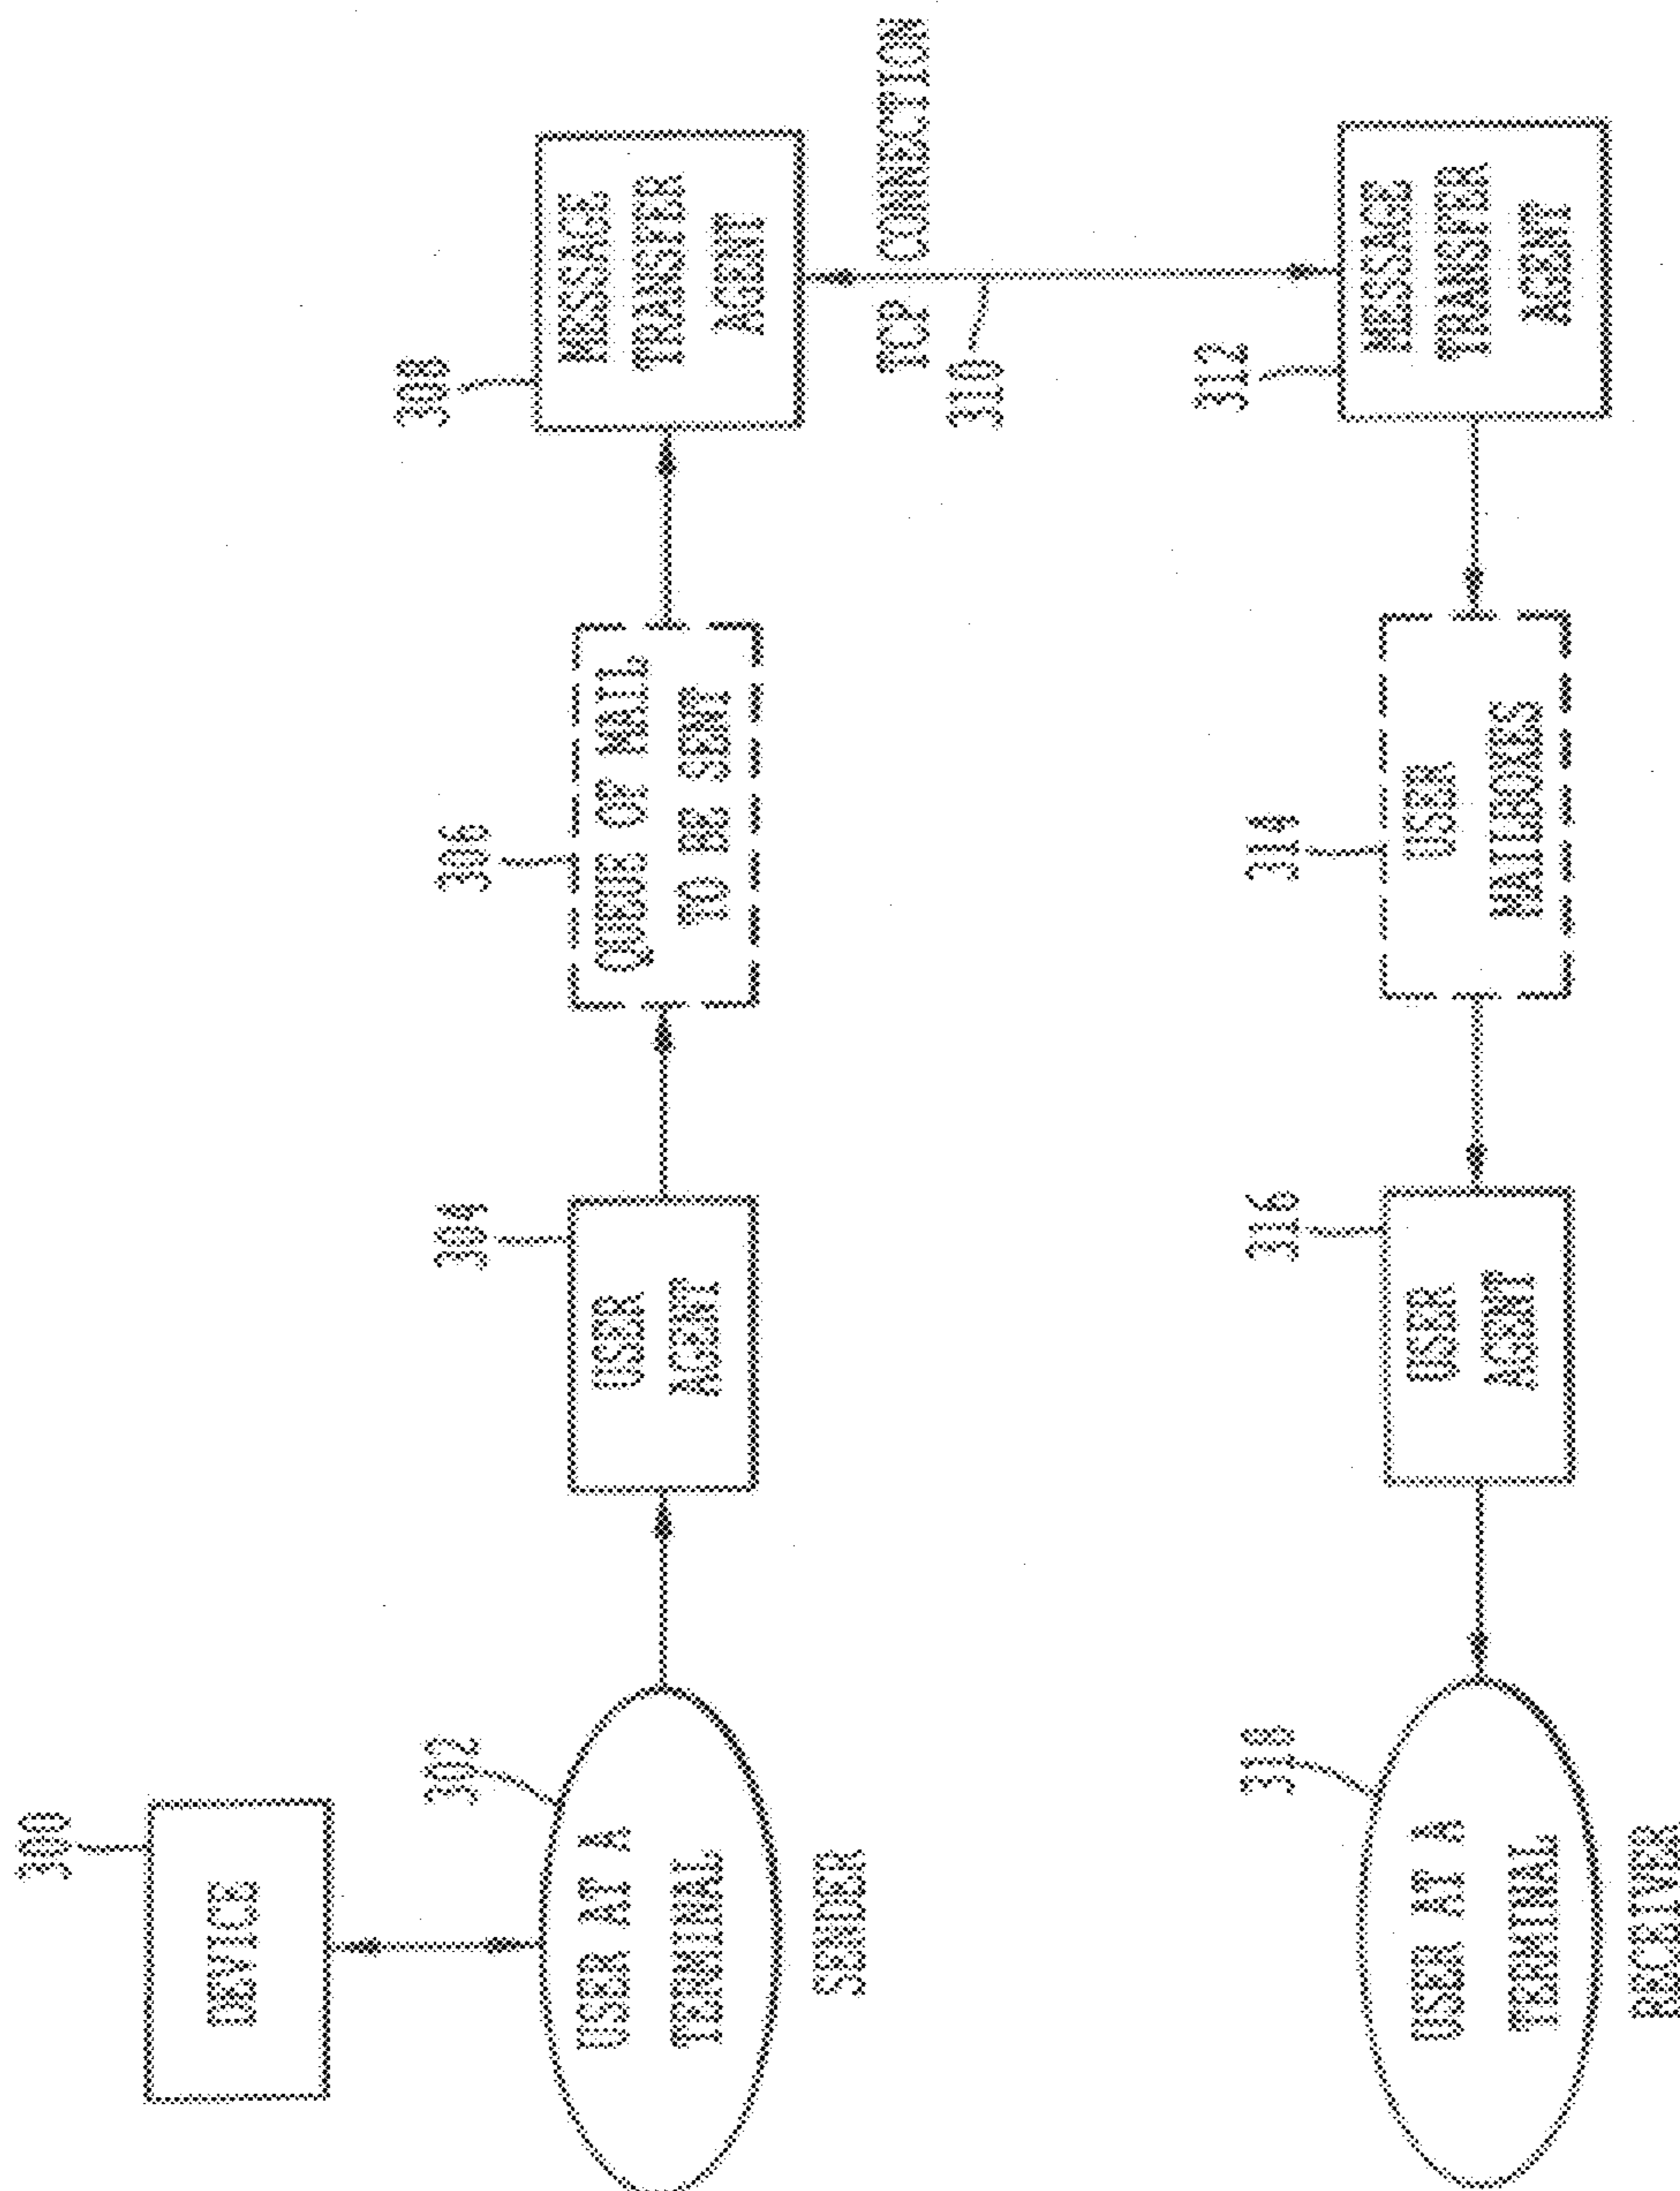 300
DEVICE
302
USER AT A
TERMINAL
SENDER
304
USER
AGENT
306
QUEUE OF MAIL
TO BE SENT
308
MESSAGE
TRANSFER
AGENT
TCP CONNECTION
310
312
MESSAGE
TRANSFER
AGENT
314
USER
MAILBOXES
316
USER
AGENT
318
USER AT A
TERMINAL
RECEIVER